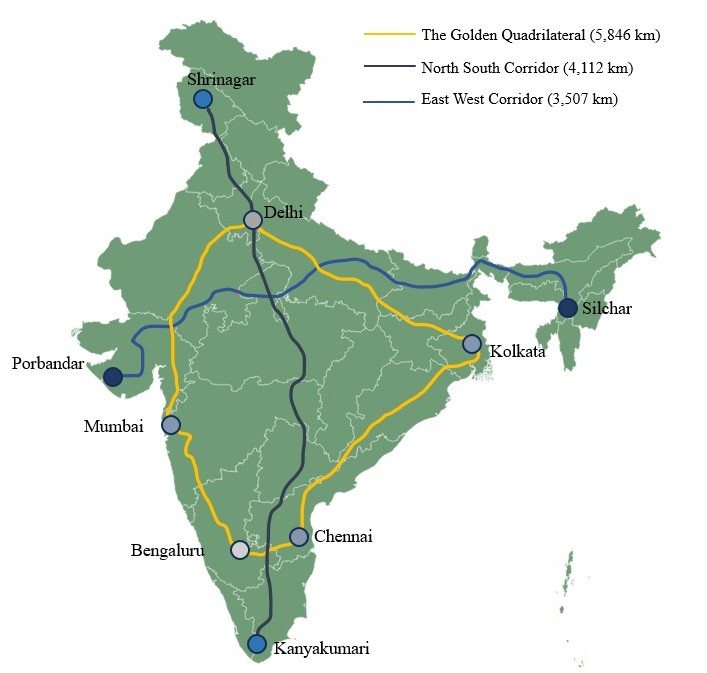 The Golden Quadrilateral (5,846 km)
North South Corridor (4,112 km)
East West Corridor (3,507 km)
Shrinagar
Delhi
Silchar
Kolkata
Porbandar
Mumbai
Chennai
Bengaluru
Kanyakumari